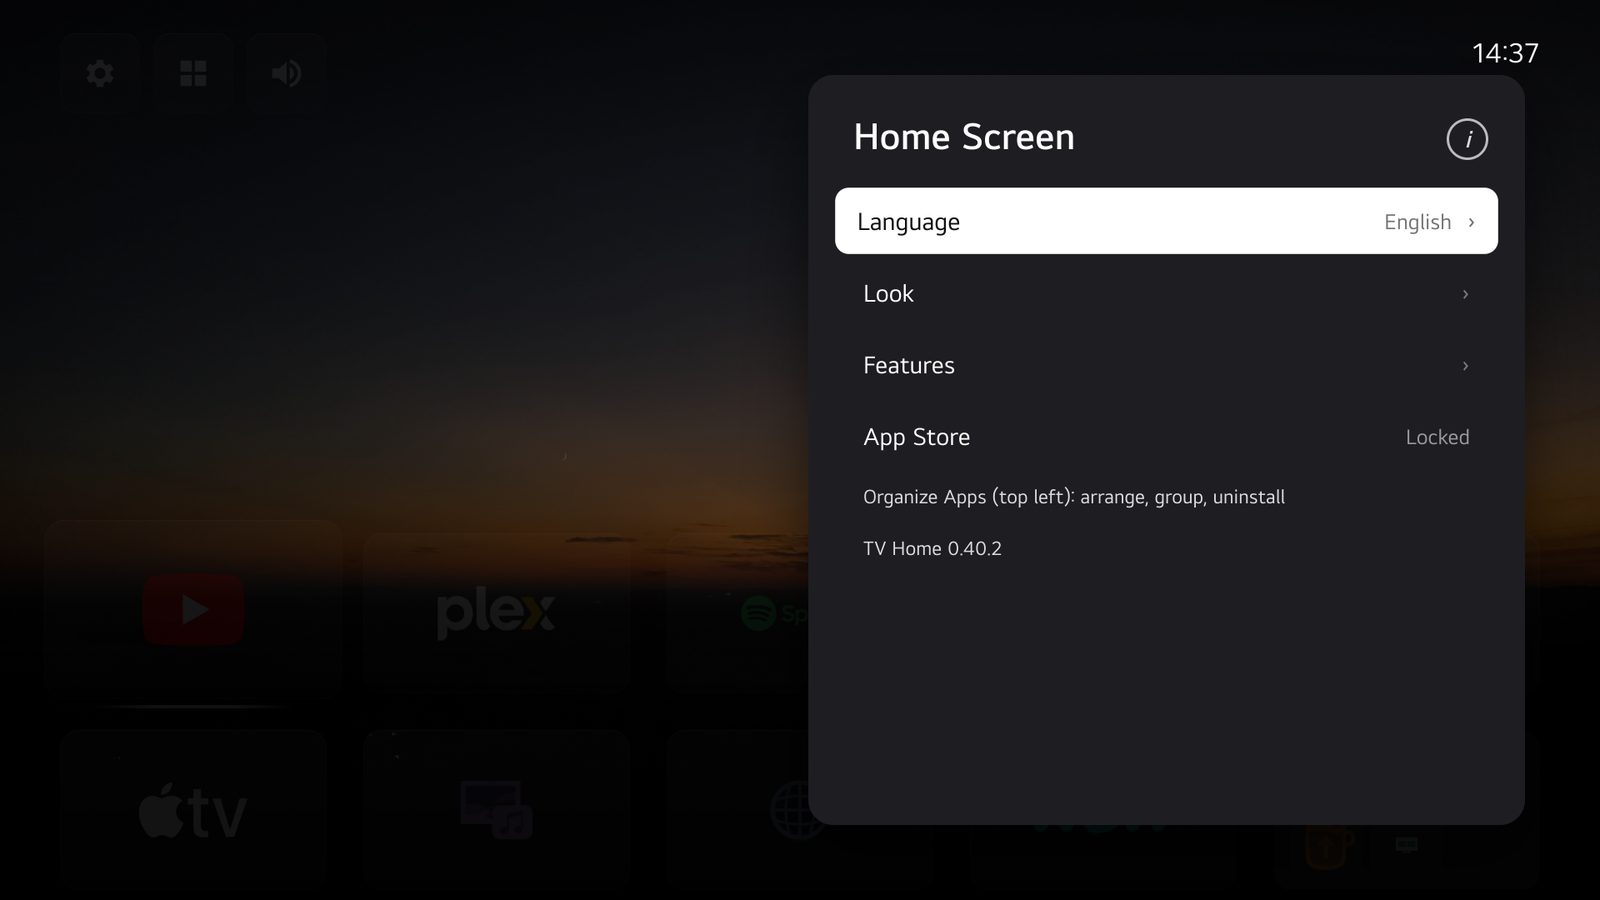 14:37
Home Screen
i
Language English
Look
Features
App Store Locked
Organize Apps (top left): arrange, group, uninstall
TV Home 0.40.2
plex
Sp
tv